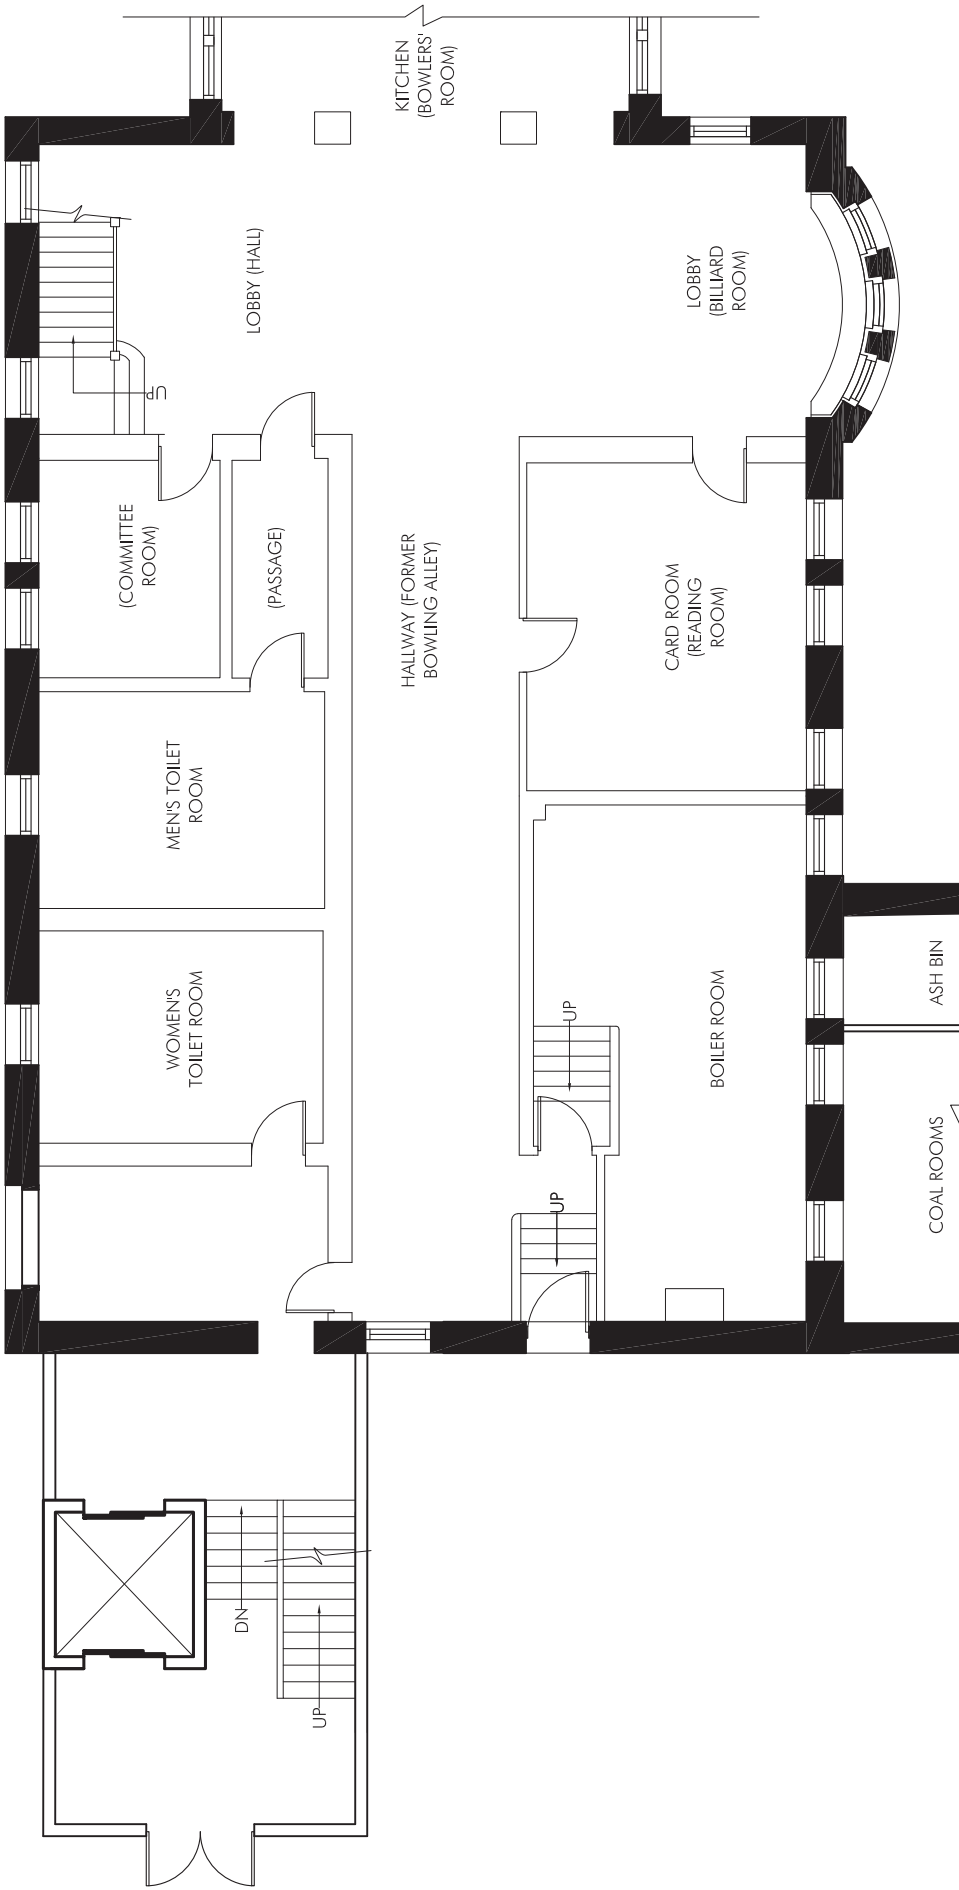 KITCHEN
(BOWLERS'
ROOM)
LOBBY (HALL)
LOBBY
(BILLIARD
ROOM)
UP
(COMMITTEE
ROOM)
(PASSAGE)
HALLWAY (FORMER
BOWLING ALLEY)
CARD ROOM
(READING
ROOM)
MEN'S TOILET
ROOM
WOMEN'S
TOILET ROOM
UP
BOILER ROOM
ASH BIN
COAL ROOMS
UP
DN
UP